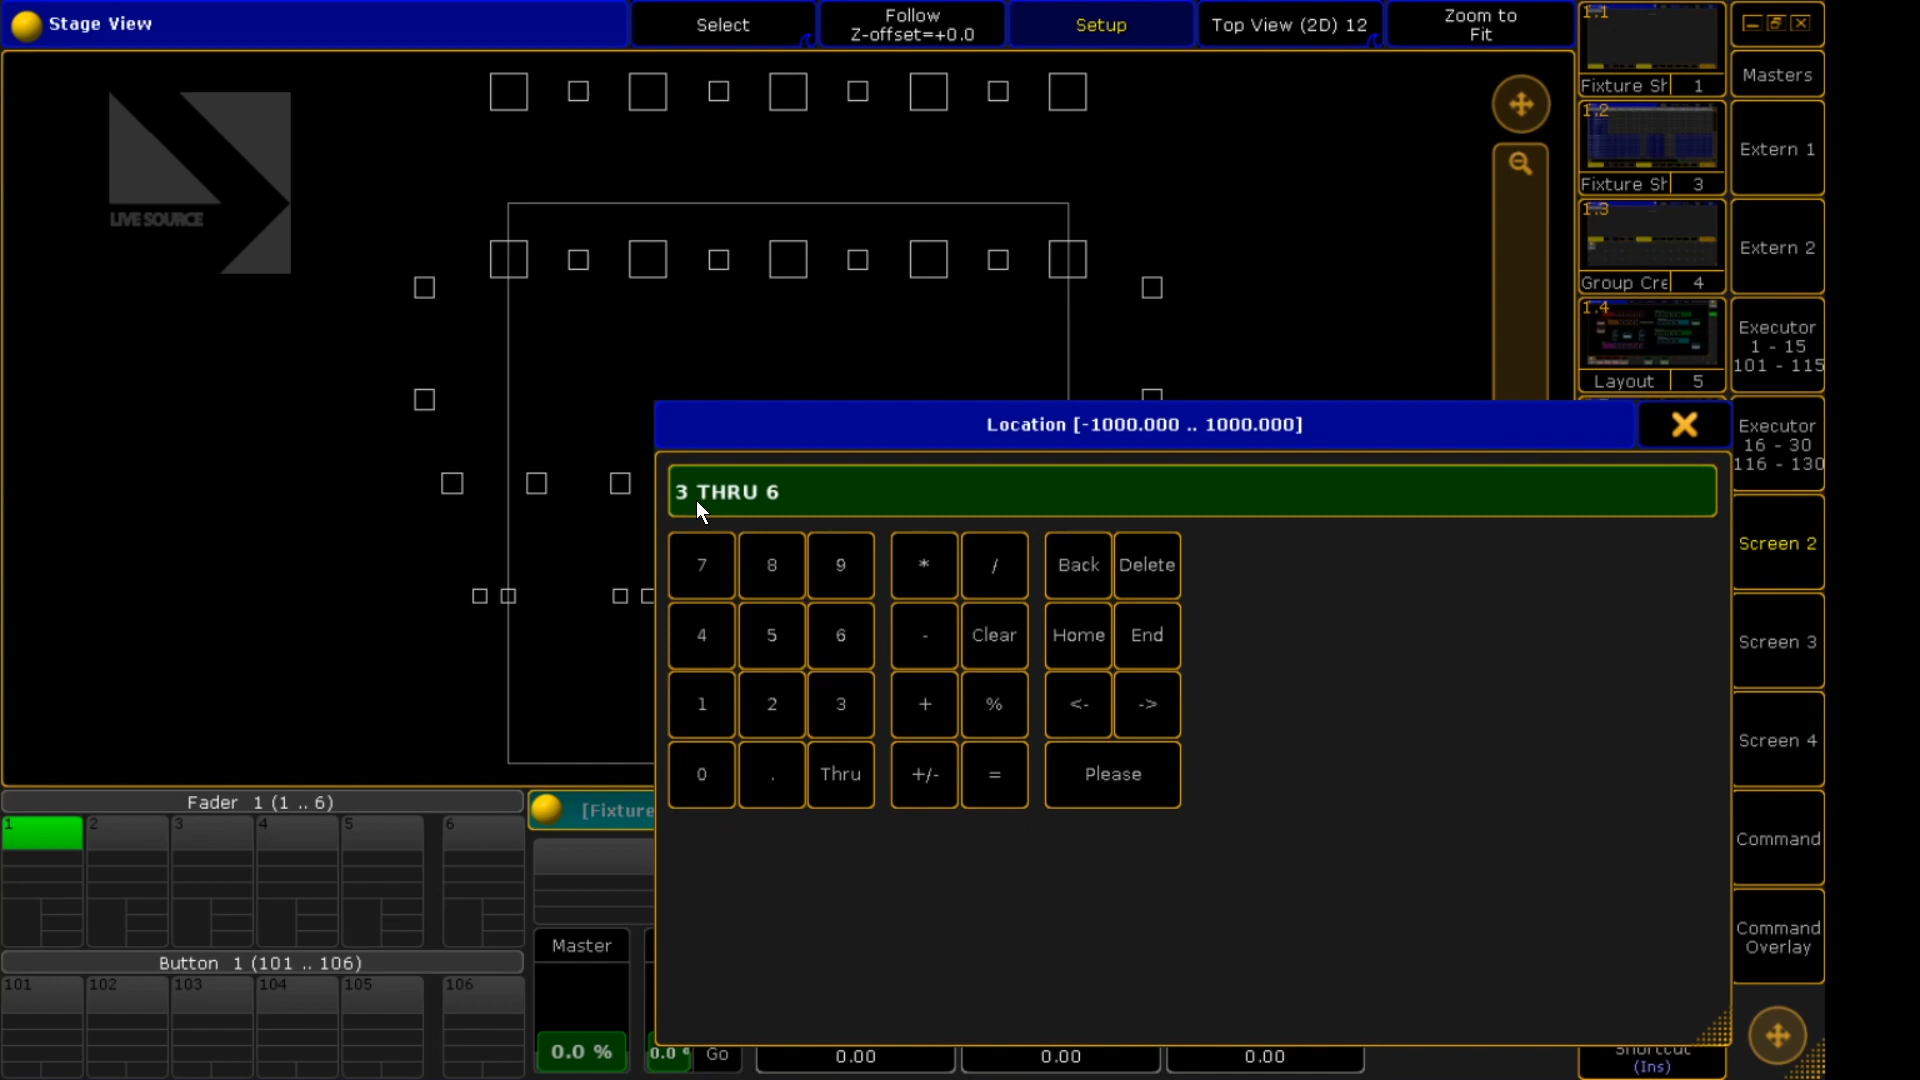 Stage View
Select
Follow
Z-offset=+0.0
Setup
Top View (2D) 12
Zoom to
Fit
LIVE SOURCE
1.1
Fixture Sh
1
1.2
Fixture Sh
3
1.3
Group Cre
4
1.4
Layout
5
Masters
Extern 1
Extern 2
Executor
1 - 15
101 - 115
Executor
16 - 30
116 - 130
Screen 2
Screen 3
Screen 4
Command
Command
Overlay
Location [-1000.000 .. 1000.000]
3 THRU 6
7 8 9 * / Back Delete
4 5 6 - Clear Home End
1 2 3 + % <- ->
0 . Thru +/- = Please
Fader 1 (1 .. 6)
1 2 3 4 5 6
[Fixture
Button 1 (101 .. 106)
101 102 103 104 105 106
Master
0.0 %
0.0
Go
0.00
0.00
0.00
Shortcut
(Ins)